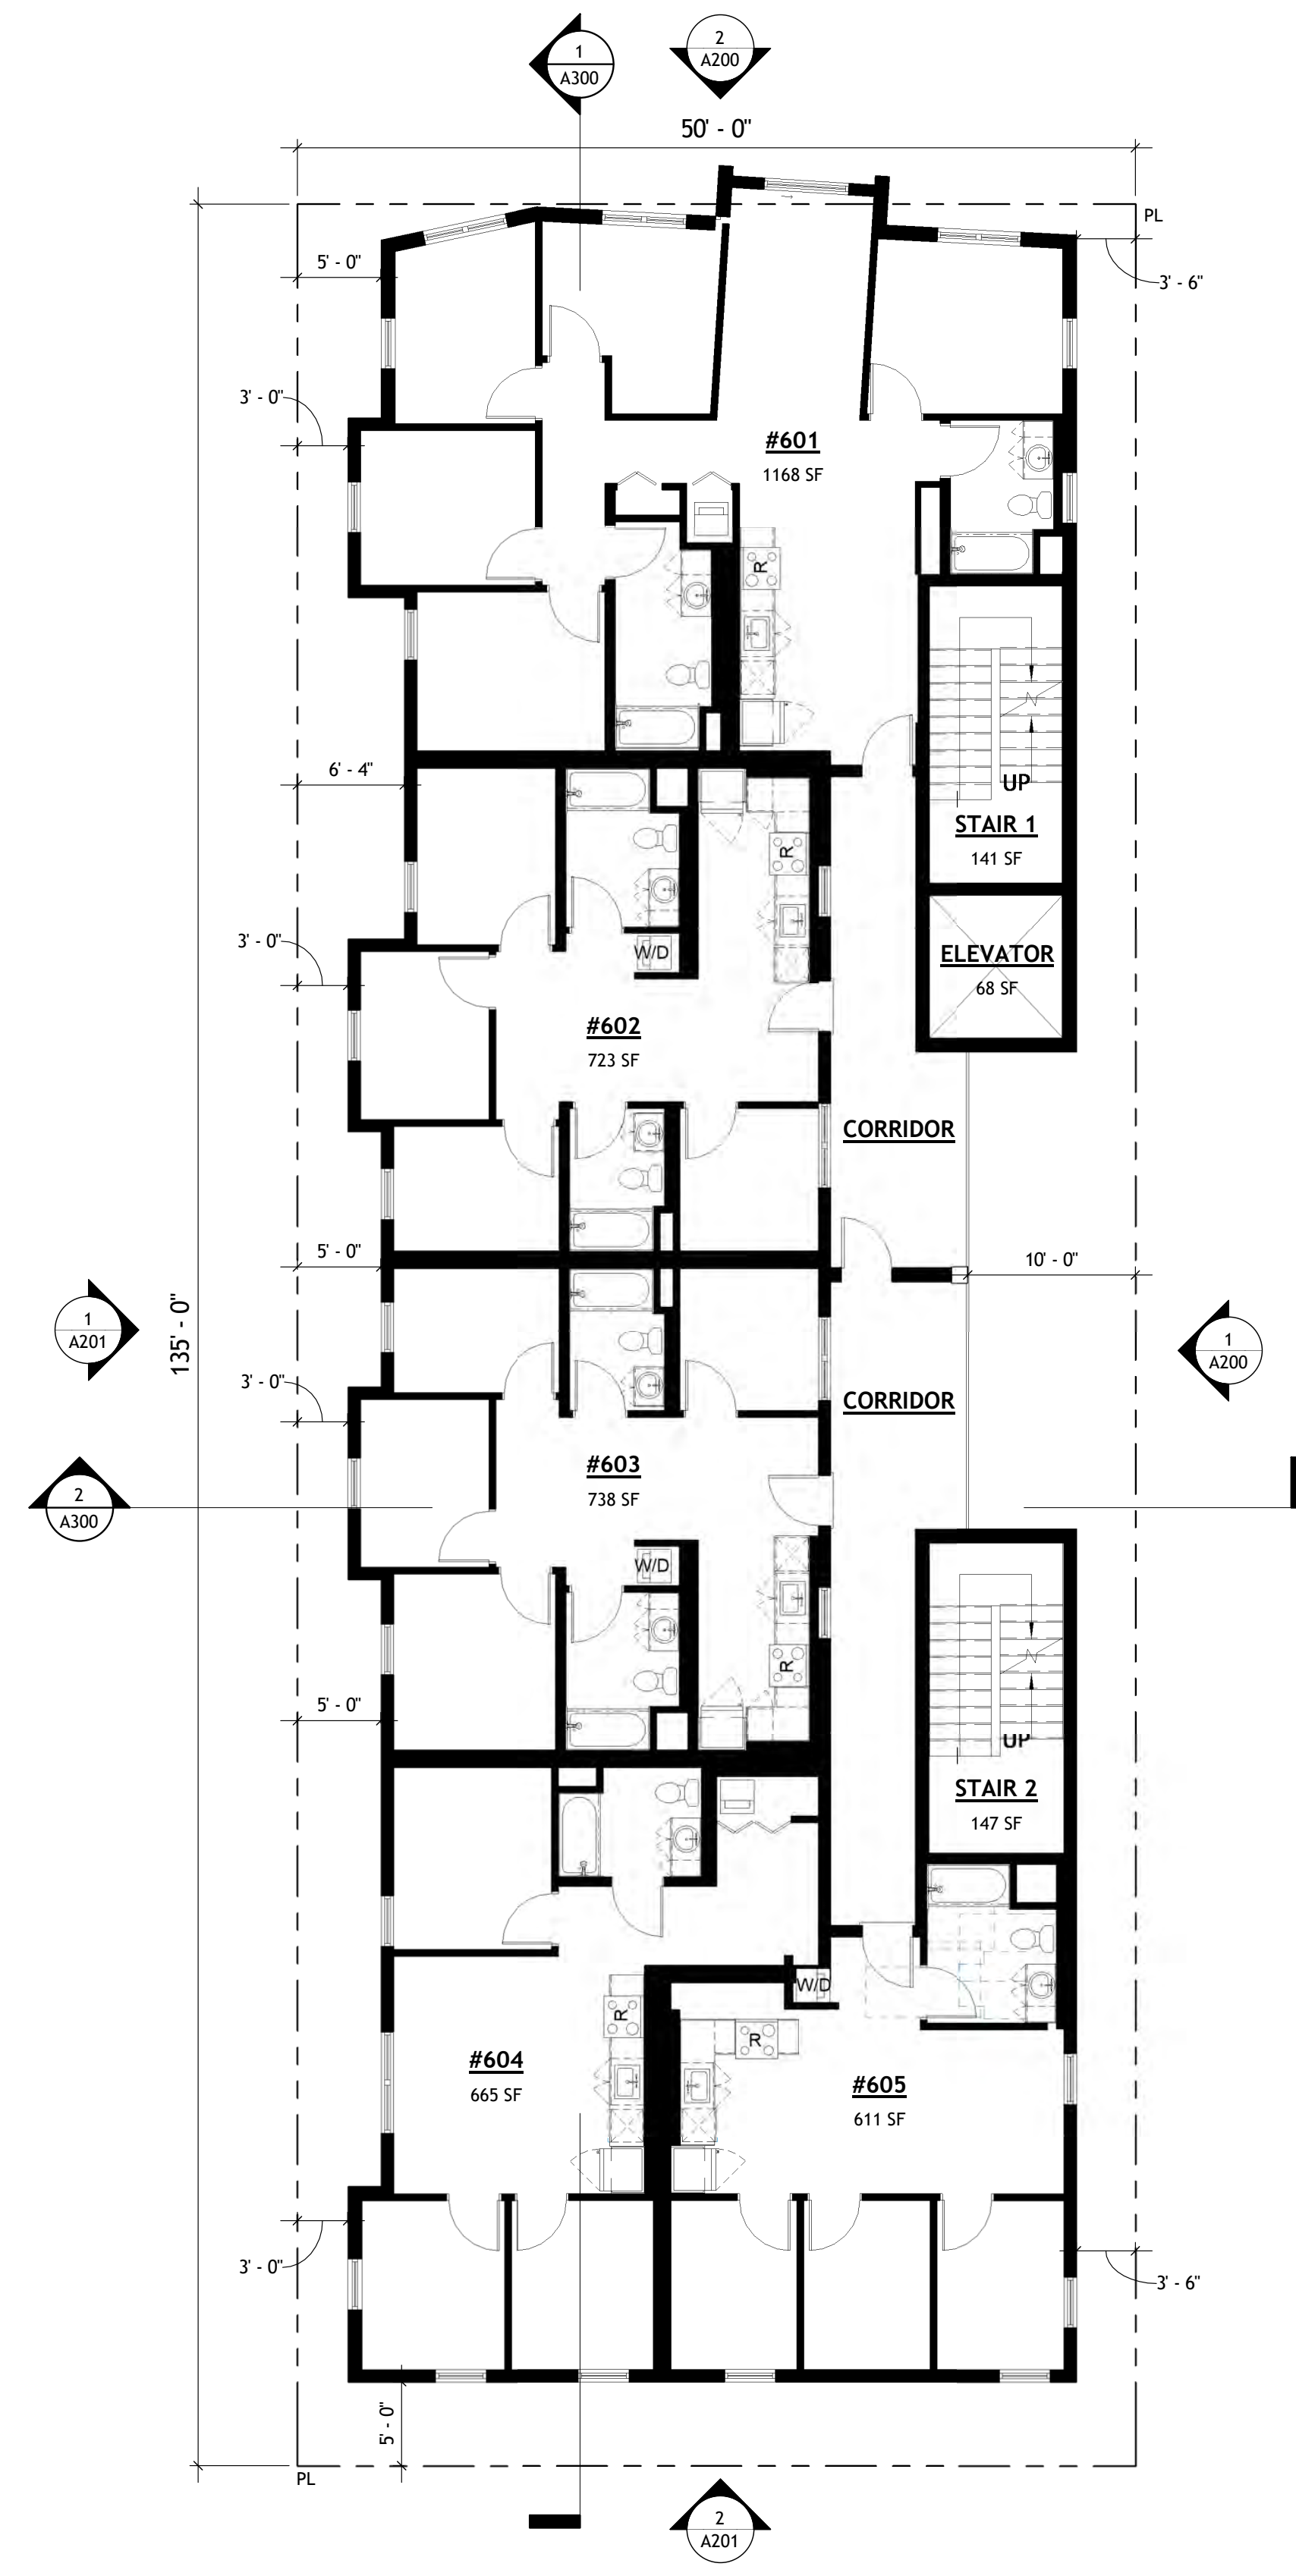 1
A300
2
A200
50' - 0"
PL
5' - 0"
3' - 6"
3' - 0"
#601
1168 SF
R
6' - 4"
UP
STAIR 1
141 SF
R
3' - 0"
W/D
ELEVATOR
68 SF
#602
723 SF
CORRIDOR
5' - 0"
10' - 0"
135' - 0"
1
A201
1
A200
3' - 0"
CORRIDOR
#603
738 SF
2
A300
W/D
R
5' - 0"
UP
STAIR 2
147 SF
W/D
R
R
#604
665 SF
#605
611 SF
3' - 0"
3' - 6"
5' - 0"
PL
2
A201